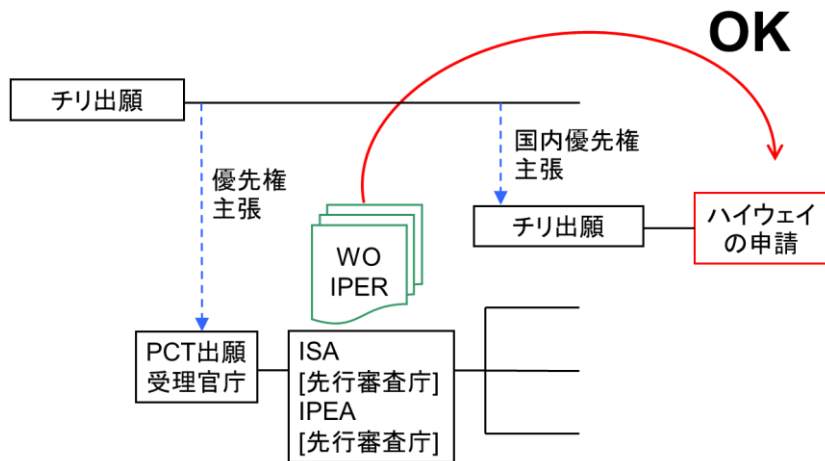 OK
チリ出願
優先権
主張
国内優先権
主張
チリ出願
ハイウェイ
の申請
WO
IPER
PCT出願
受理官庁
ISA
[先行審査庁]
IPEA
[先行審査庁]